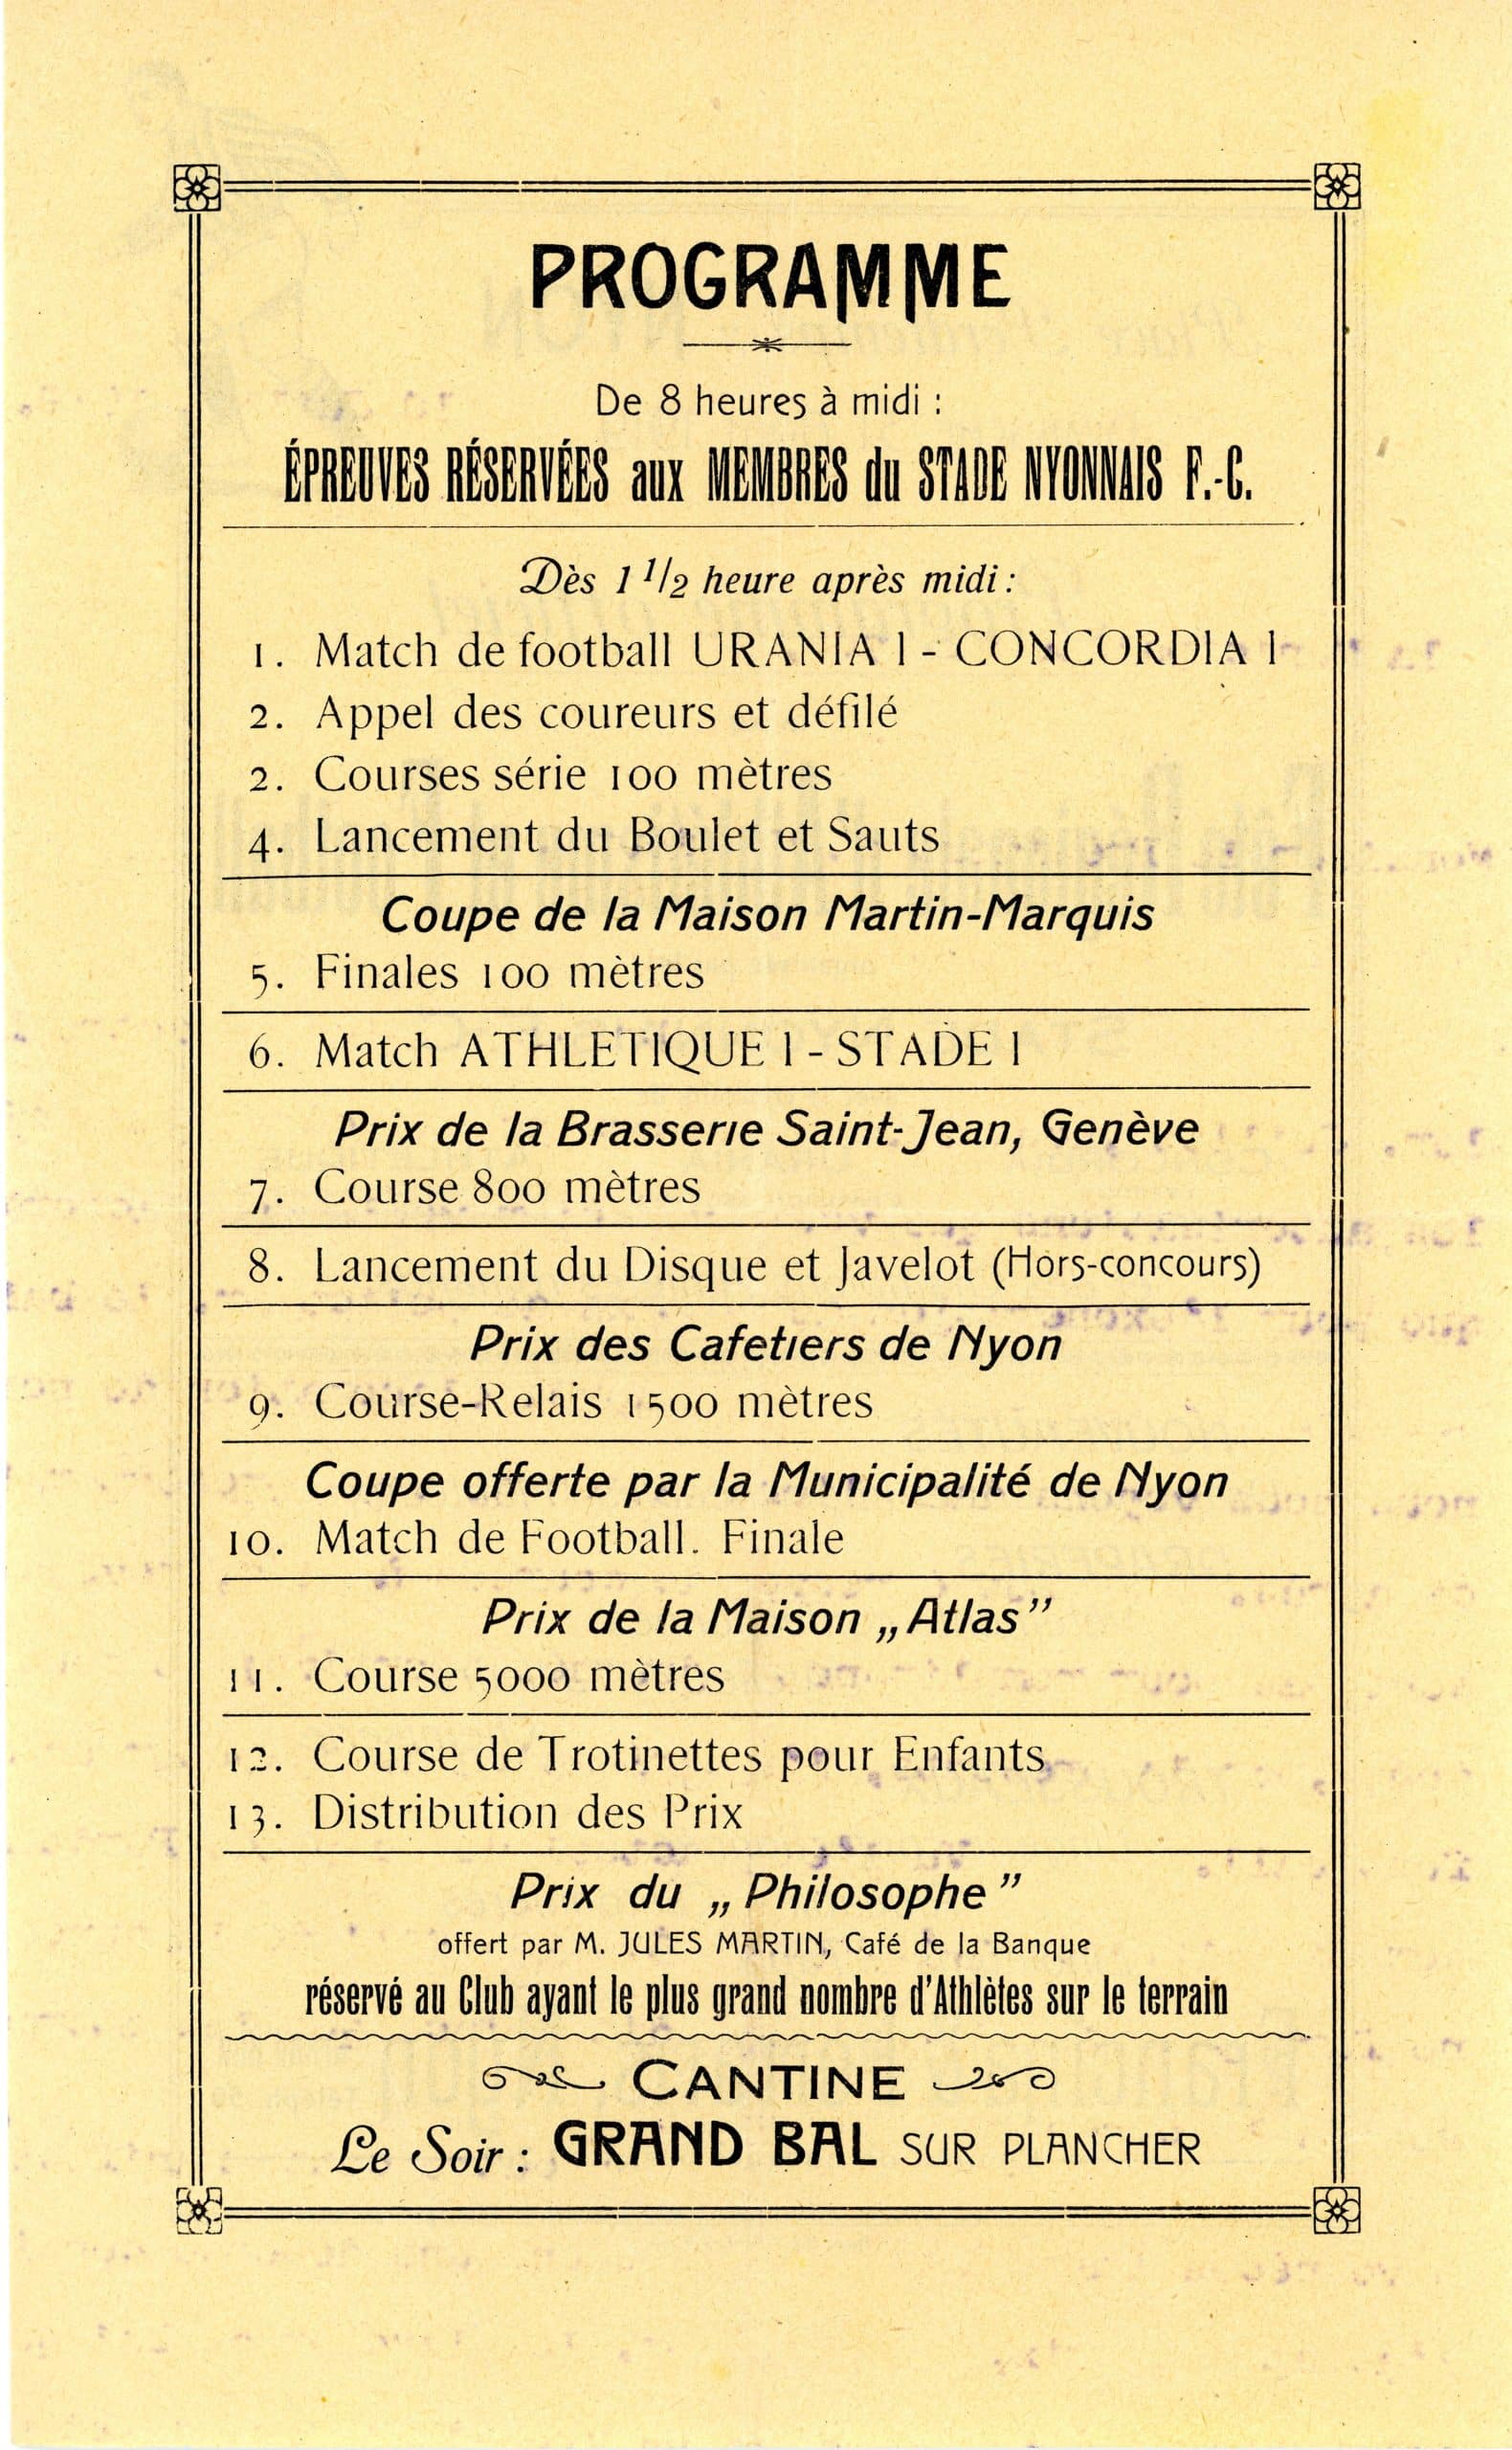 PROGRAMME
De 8 heures à midi :
ÉPREUVES RÉSERVÉES aux MEMBRES du STADE NYONNAIS F.-C.
Dès 1 1/2 heure après midi :
1. Match de football URANIA I - CONCORDIA I
2. Appel des coureurs et défilé
2. Courses série 100 mètres
4. Lancement du Boulet et Sauts
Coupe de la Maison Martin-Marquis
5. Finales 100 mètres
6. Match ATHLETIQUE I - STADE I
Prix de la Brasserie Saint-Jean, Genève
7. Course 800 mètres
8. Lancement du Disque et Javelot (Hors-concours)
Prix des Cafetiers de Nyon
9. Course-Relais 1500 mètres
Coupe offerte par la Municipalité de Nyon
10. Match de Football. Finale
Prix de la Maison „Atlas”
11. Course 5000 mètres
12. Course de Trotinettes pour Enfants
13. Distribution des Prix
Prix du „Philosophe”
offert par M. JULES MARTIN, Café de la Banque
réservé au Club ayant le plus grand nombre d'Athlètes sur le terrain
CANTINE
Le Soir : GRAND BAL SUR PLANCHER